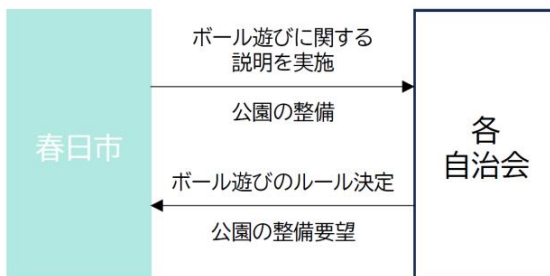 春日市
ボール遊びに関する
説明を実施
公園の整備
ボール遊びのルール決定
公園の整備要望
各
自治会